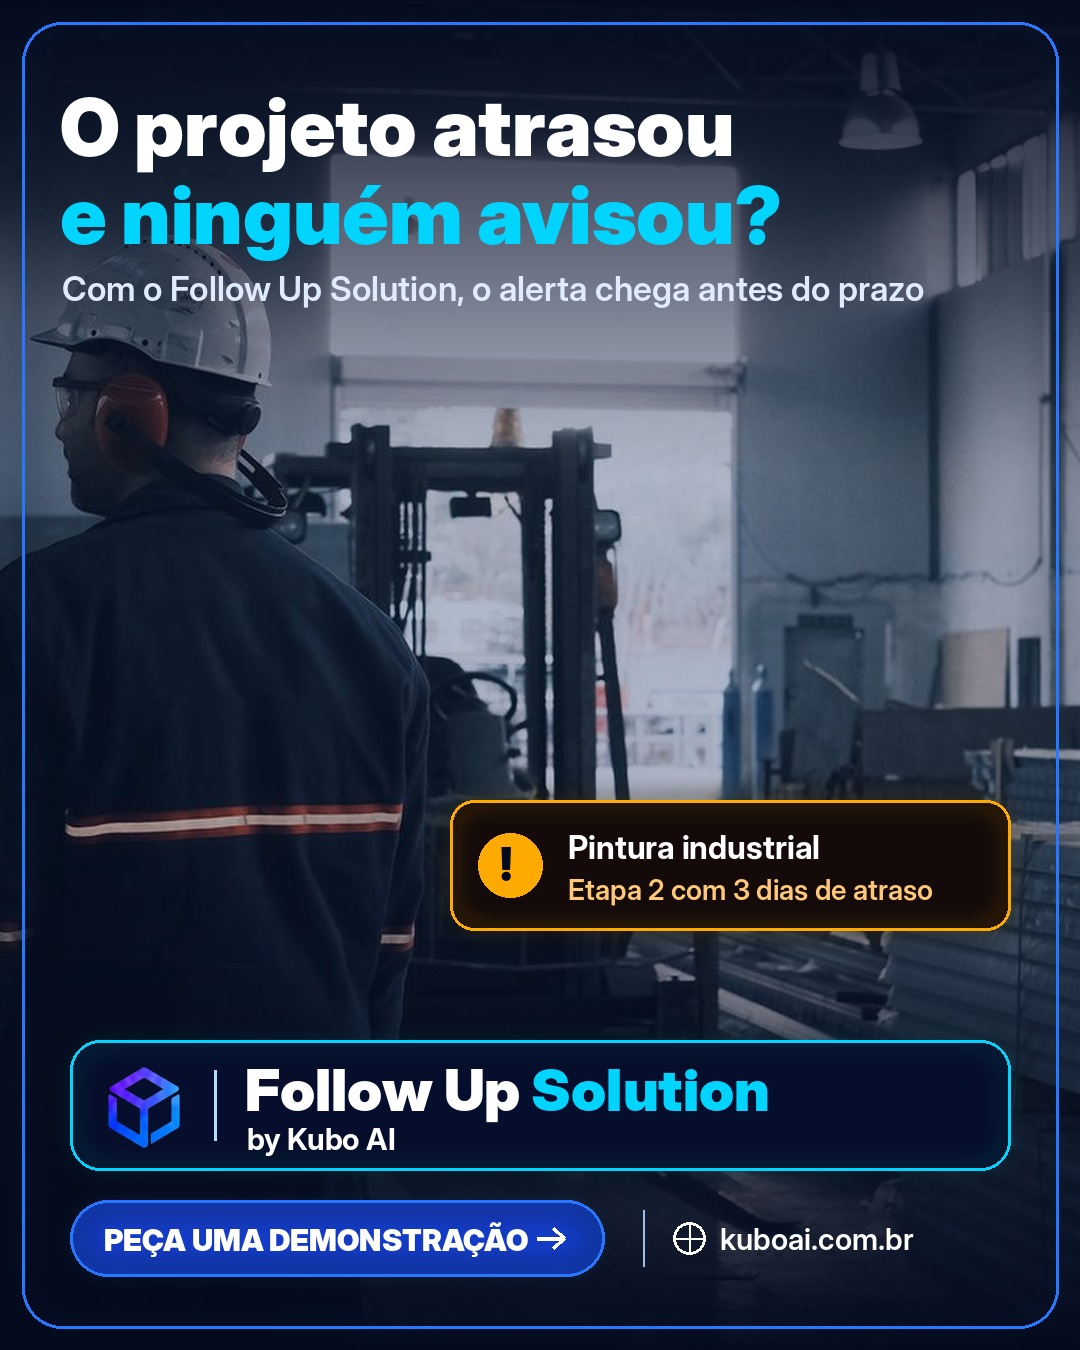 O projeto atrasou
e ninguém avisou?
Com o Follow Up Solution, o alerta chega antes do prazo
Pintura industrial
Etapa 2 com 3 dias de atraso
Follow Up Solution
by Kubo AI
PEÇA UMA DEMONSTRAÇÃO →
kuboai.com.br